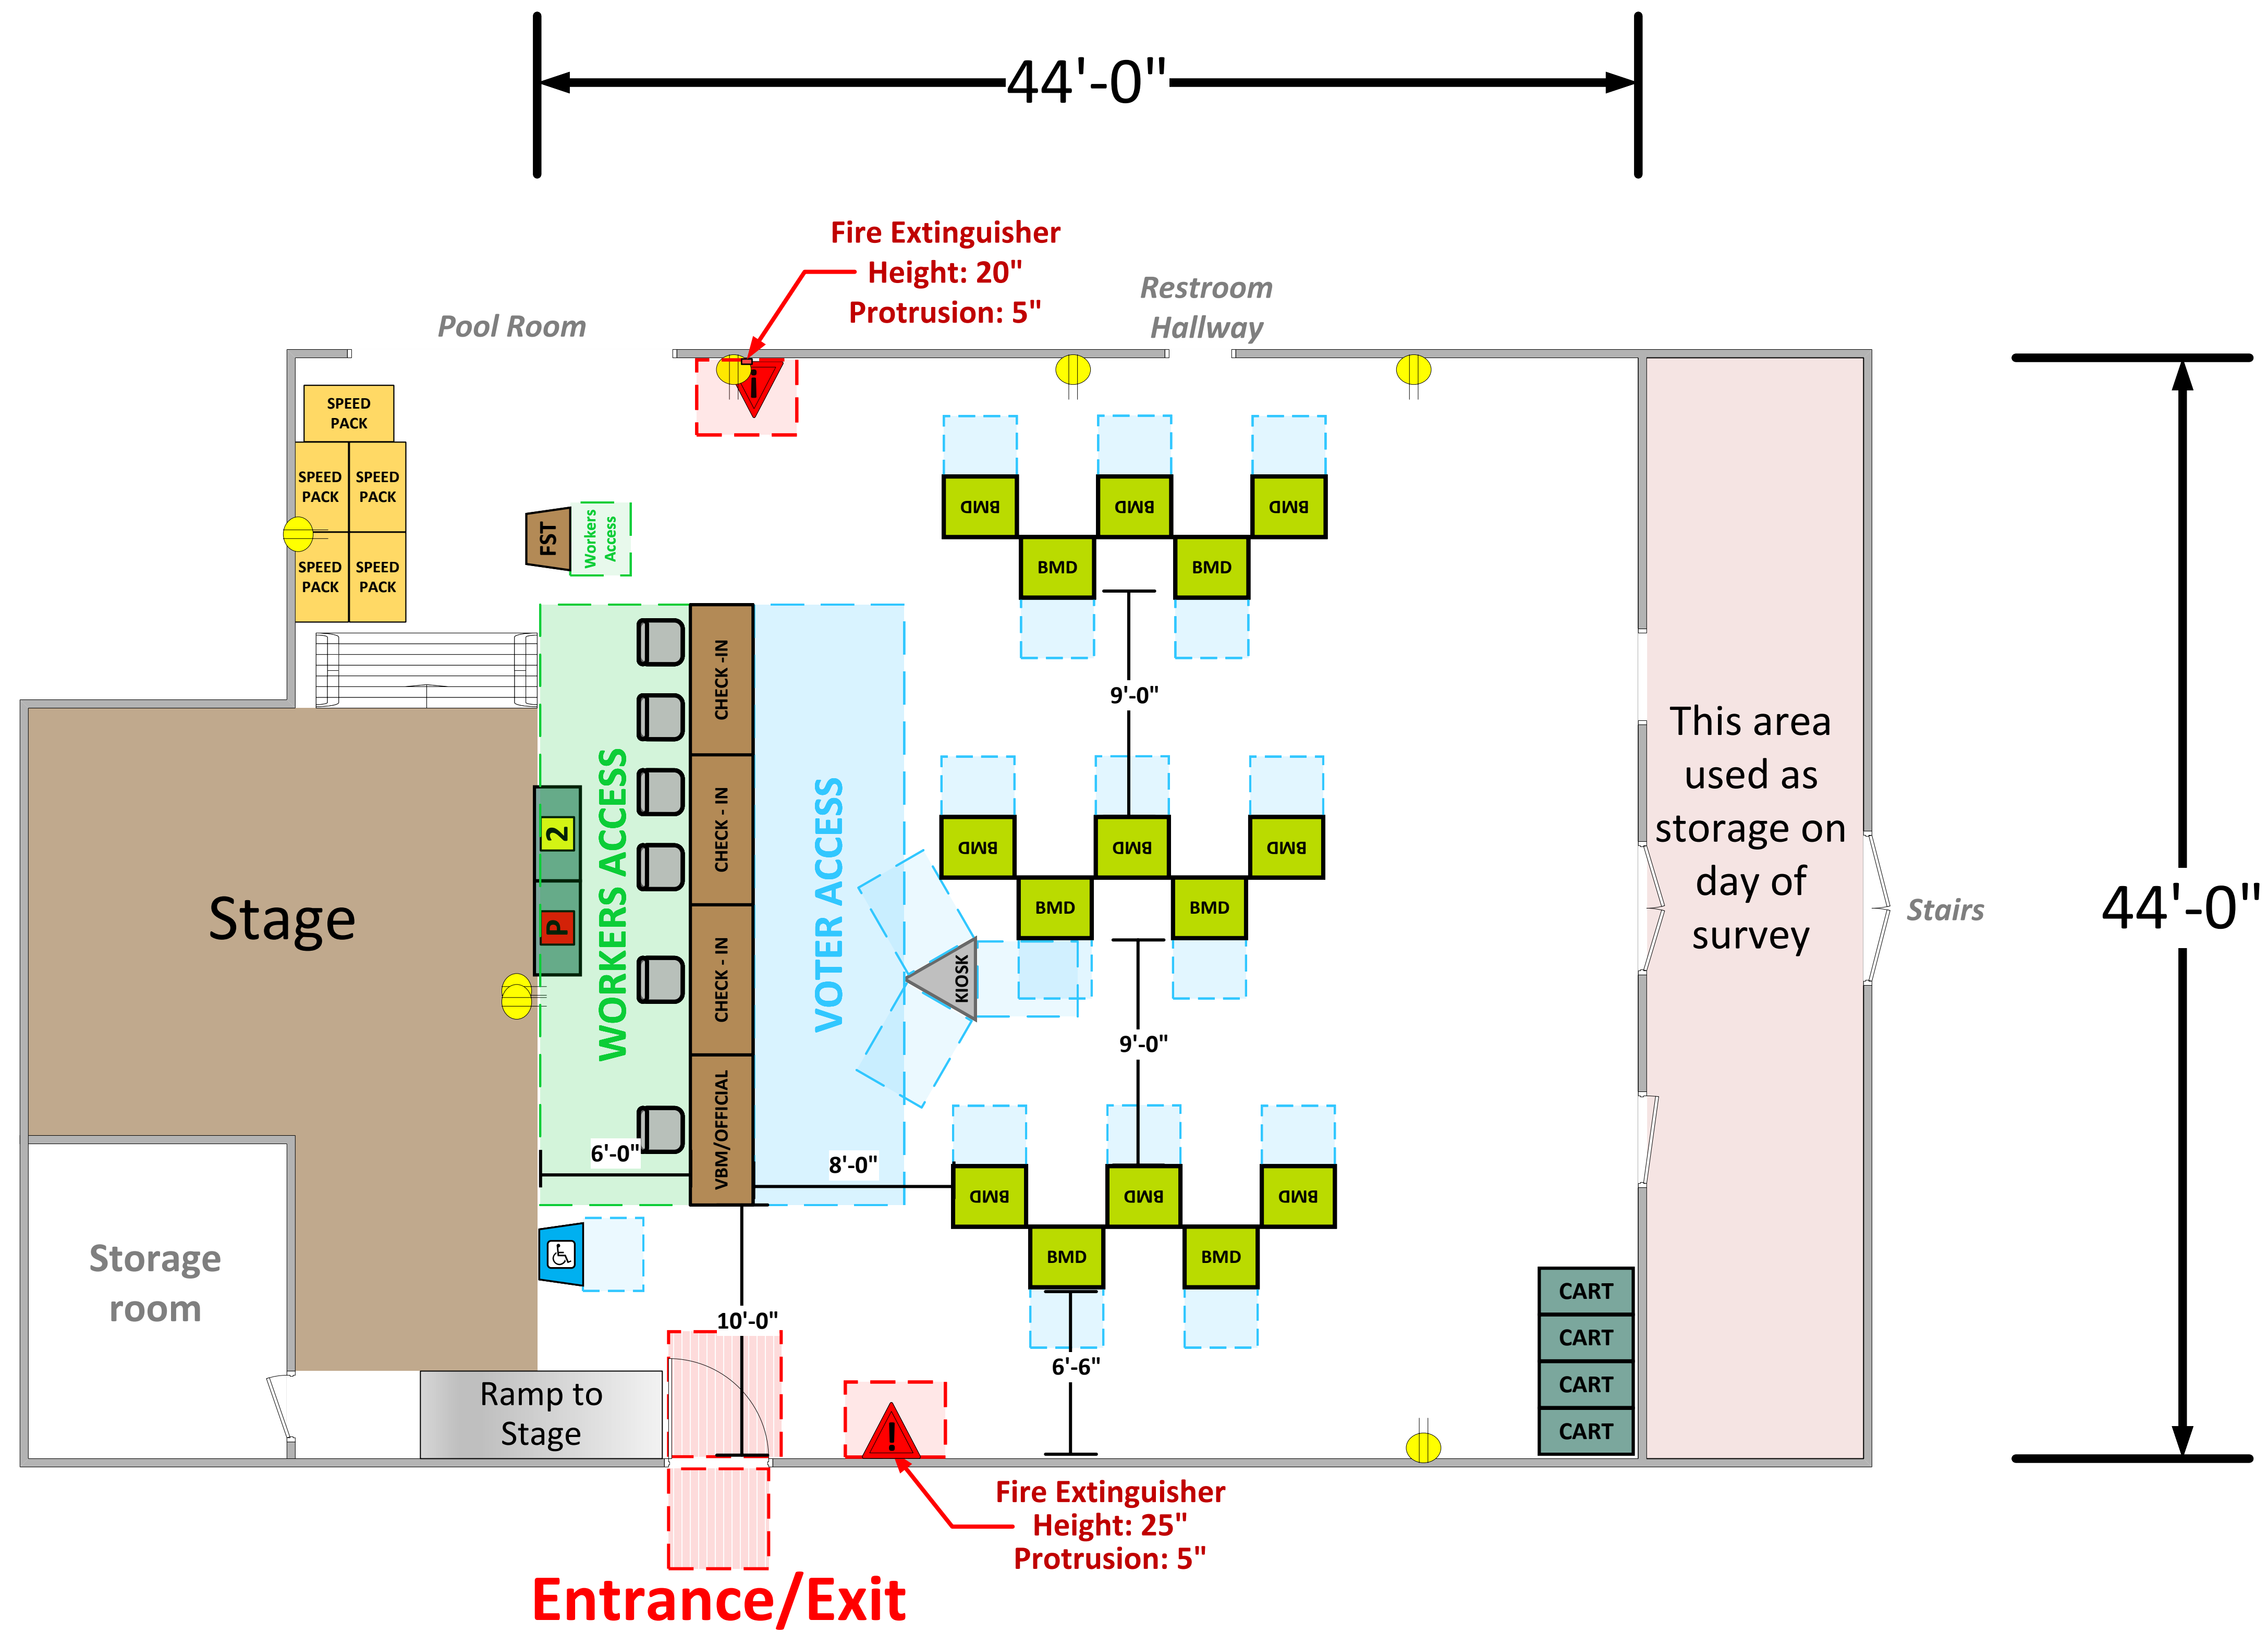 44'-0"
Fire Extinguisher
Height: 20"
Protrusion: 5"
Restroom
Hallway
Pool Room
SPEED
PACK
SPEED
PACK
SPEED
PACK
SPEED
PACK
SPEED
PACK
FST
Workers
Access
BMD
BMD
BMD
BMD
BMD
9'-0"
CHECK -IN
CHECK - IN
CHECK - IN
VBM/OFFICIAL
WORKERS ACCESS
VOTER ACCESS
2
P
Stage
BMD
BMD
BMD
BMD
BMD
KIOSK
9'-0"
This area
used as
storage on
day of
survey
Stairs
44'-0"
6'-0"
8'-0"
BMD
BMD
BMD
BMD
BMD
Storage
room
10'-0"
6'-6"
CART
CART
CART
CART
Ramp to
Stage
!
!
Fire Extinguisher
Height: 25"
Protrusion: 5"
Entrance/Exit